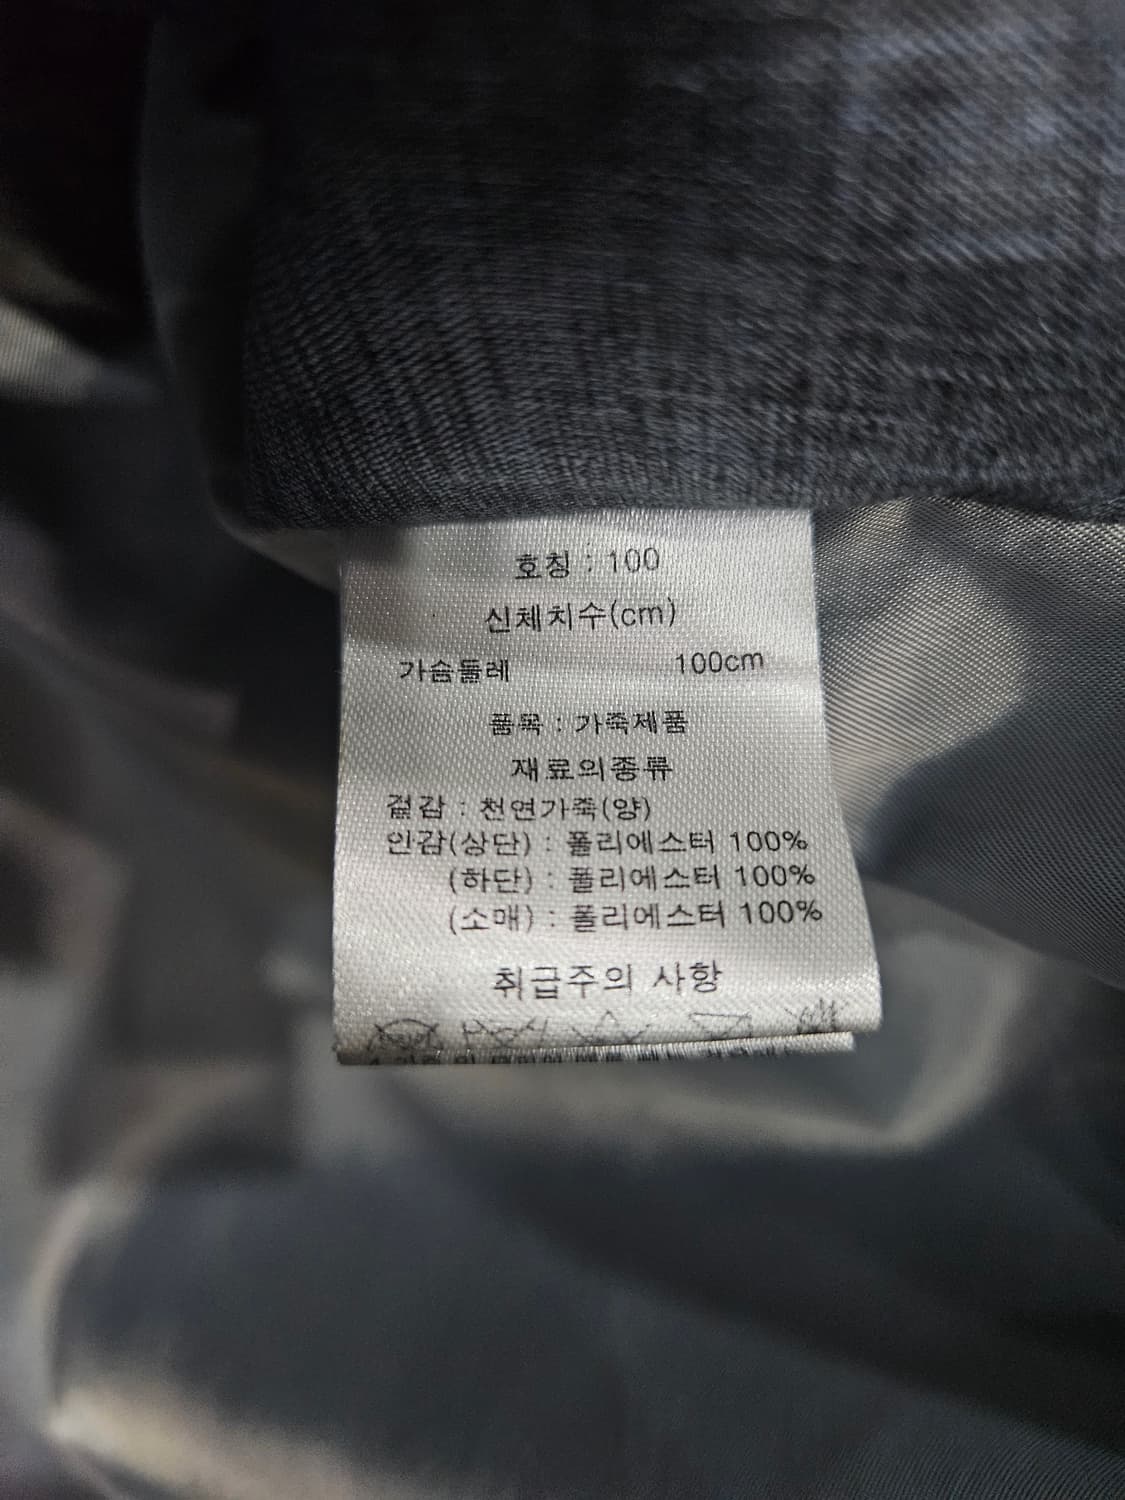 호칭 : 100
신체치수(cm)
가슴둘레 100cm
품목 : 가죽제품
재료의종류
겉감 : 천연가죽(양)
인감(상단) : 폴리에스터 100%
(하단) : 폴리에스터 100%
(소매) : 폴리에스터 100%
취급주의 사항